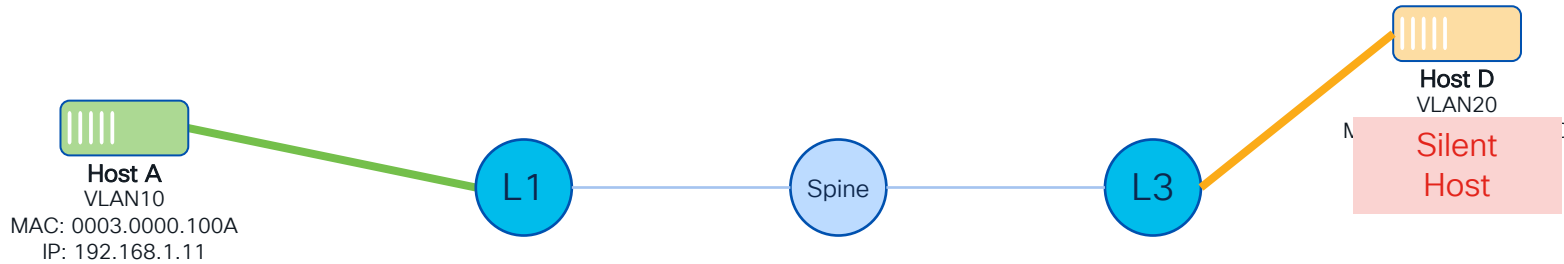 Host A
VLAN10
MAC: 0003.0000.100A
IP: 192.168.1.11
L1
Spine
L3
Host D
VLAN20
Silent
Host